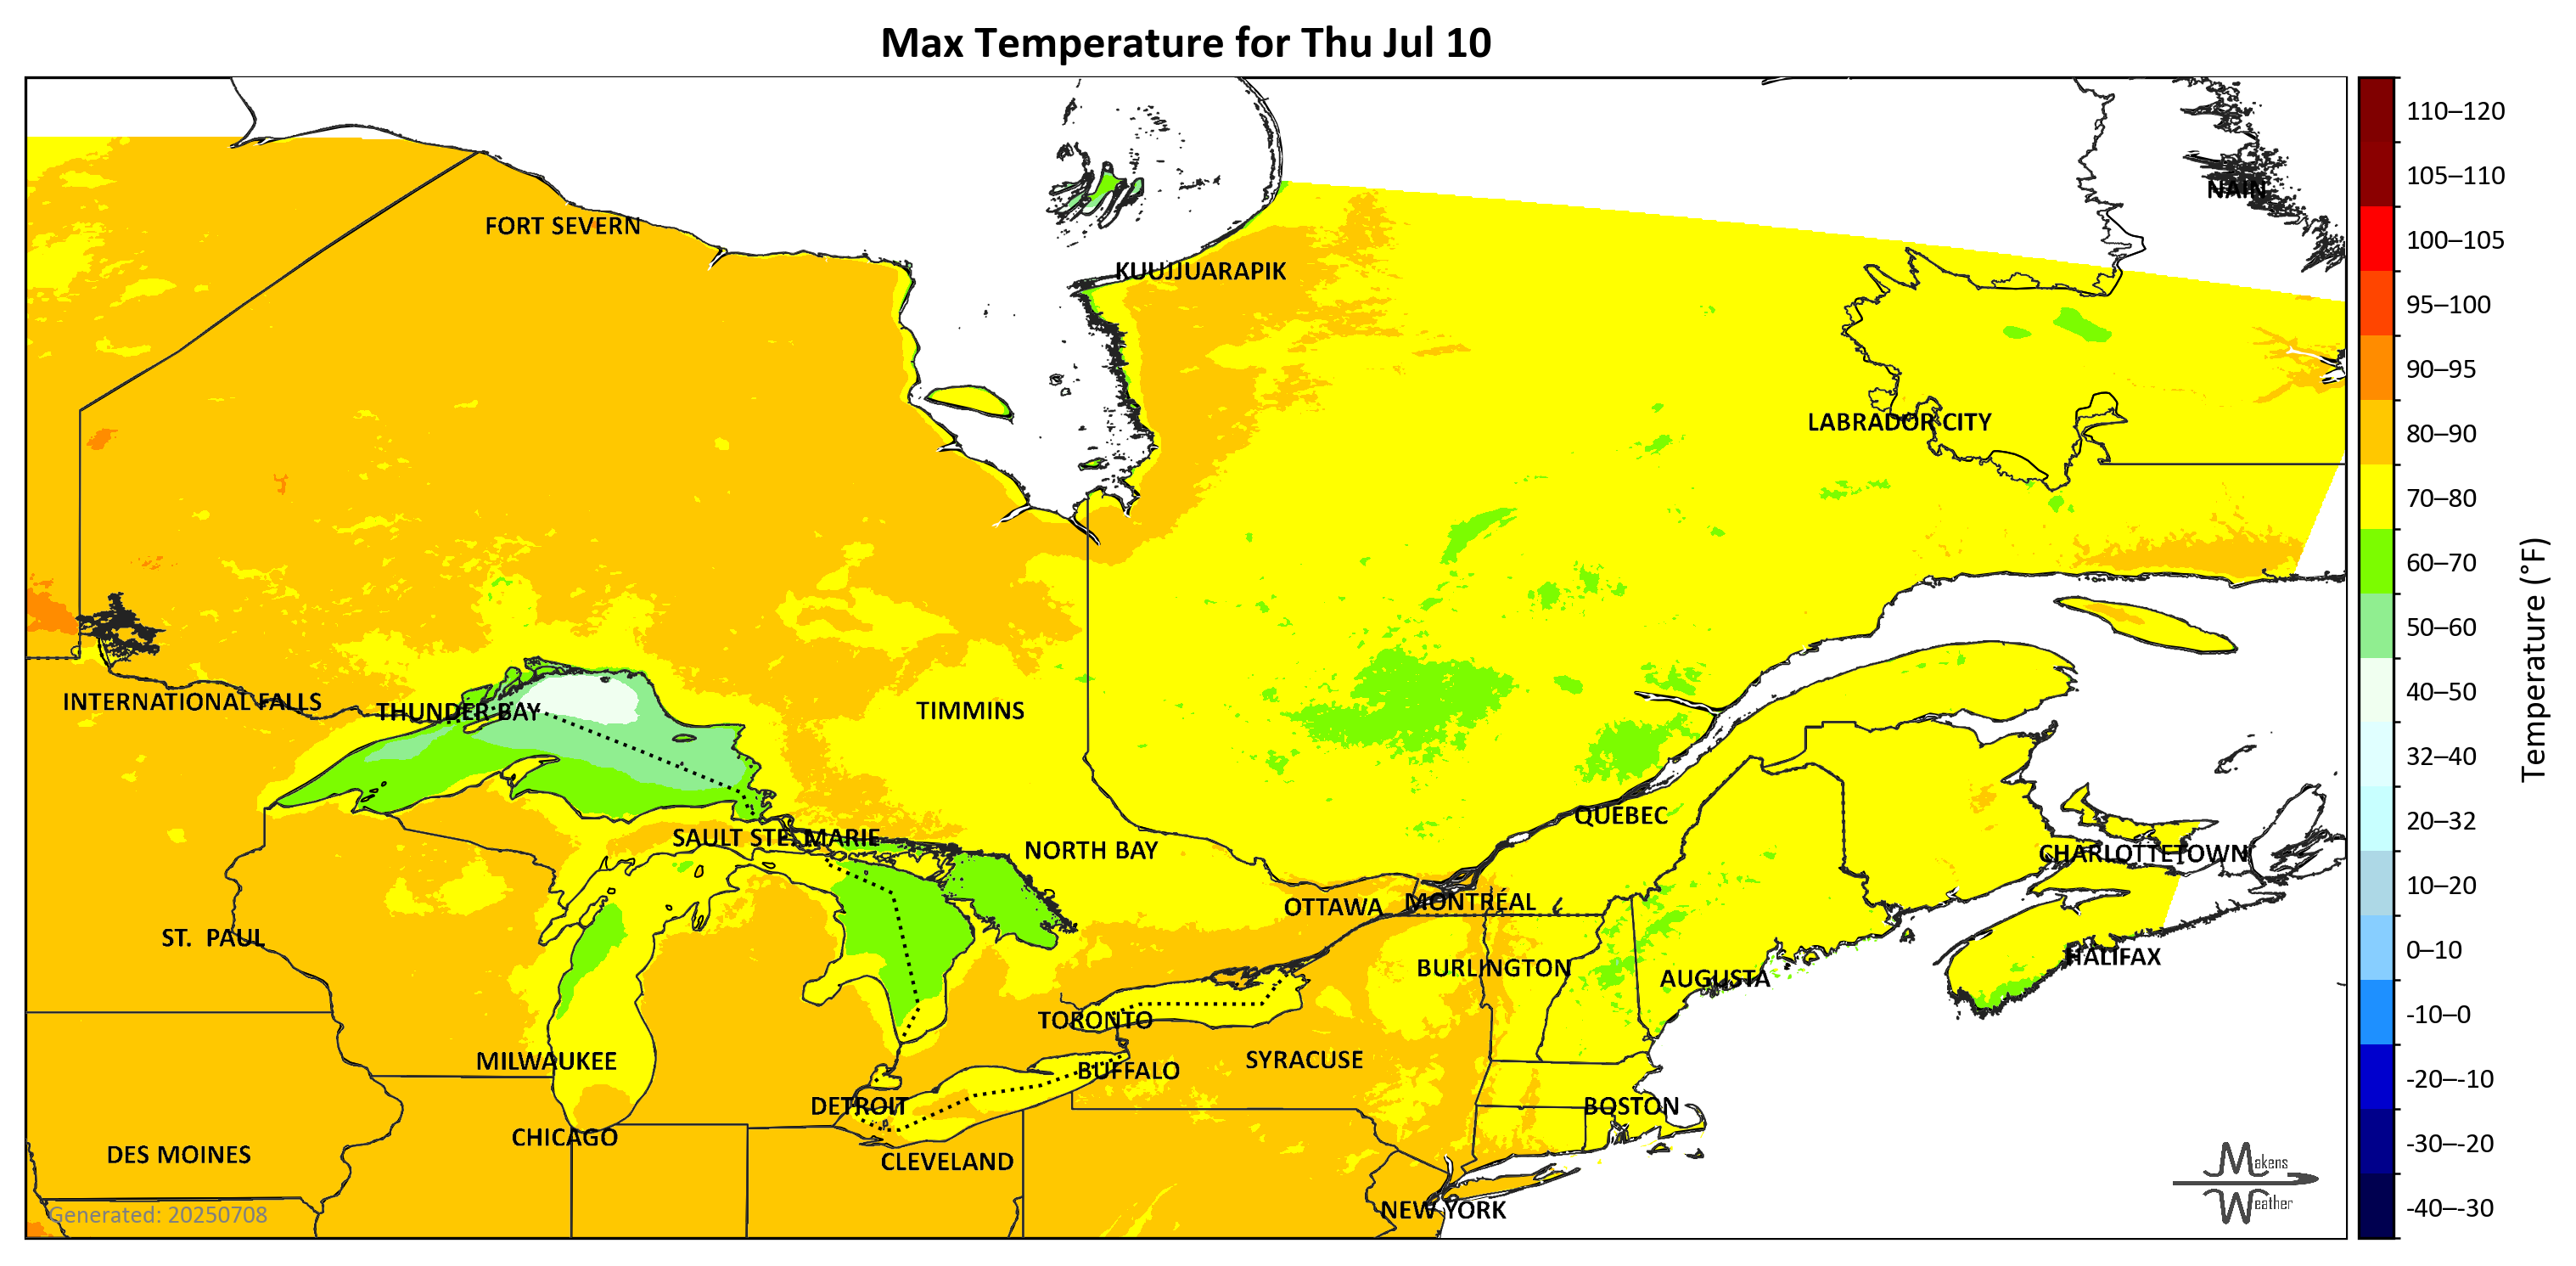 Max Temperature for Thu Jul 10
110–120
105–110
NAIN
FORT SEVERN
100–105
KUUJJUARAPIK
95–100
90–95
LABRADOR CITY
80–90
70–80
60–70
50–60
Temperature (°F)
INTERNATIONAL FALLS
THUNDER BAY
TIMMINS
40–50
32–40
QUEBEC
20–32
SAULT STE. MARIE
NORTH BAY
CHARLOTTETOWN
10–20
OTTAWA
MONTRÉAL
ST. PAUL
0–10
HALIFAX
BURLINGTON
AUGUSTA
TORONTO
-10–0
MILWAUKEE
SYRACUSE
BUFFALO
-20–-10
DETROIT
BOSTON
CHICAGO
-30–-20
DES MOINES
CLEVELAND
Makens
Weather
NEW YORK
-40–-30
Generated: 20250708